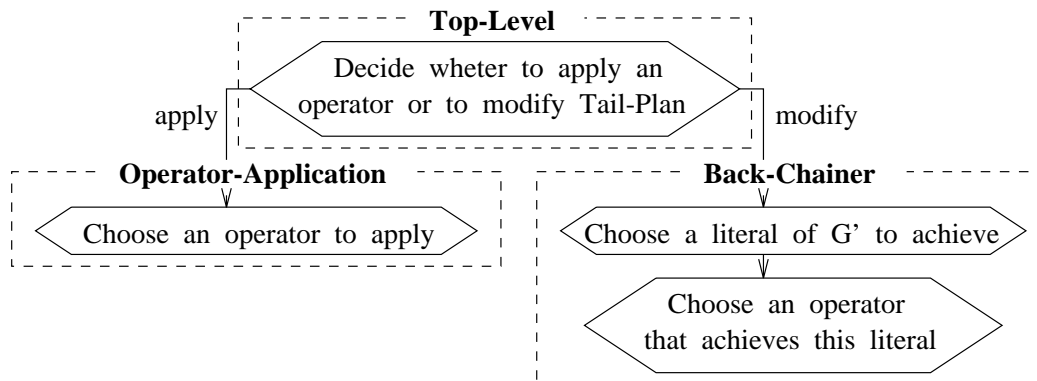 Top-Level
Decide wheter to apply an
operator or to modify Tail-Plan
apply
modify
Operator-Application
Back-Chainer
Choose an operator to apply
Choose a literal of G' to achieve
Choose an operator
that achieves this literal